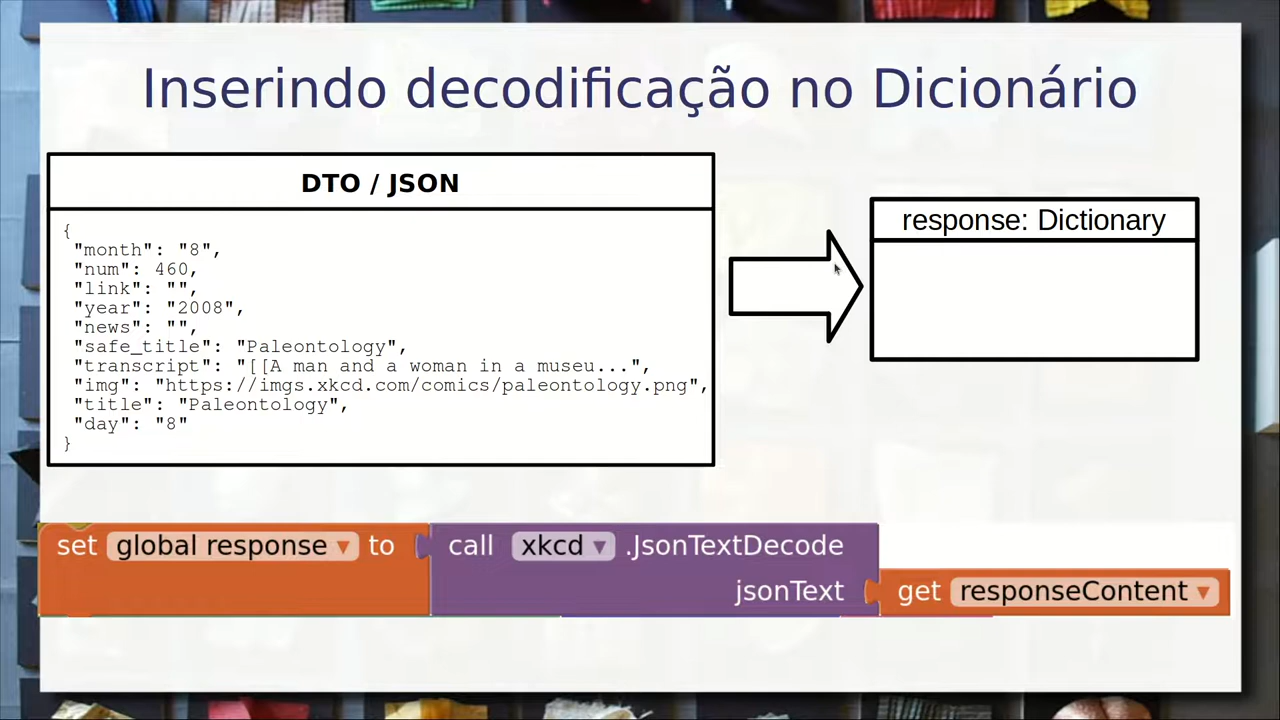 Inserindo decodificação no Dicionário
DTO / JSON
{
"month": "8",
"num": 460,
"link": "",
"year": "2008",
"news": "",
"safe_title": "Paleontology",
"transcript": "[[A man and a woman in a museu...",
"img": "https://imgs.xkcd.com/comics/paleontology.png",
"title": "Paleontology",
"day": "8"
}
response: Dictionary
set global response to call xkcd .JsonTextDecode
jsonText get responseContent